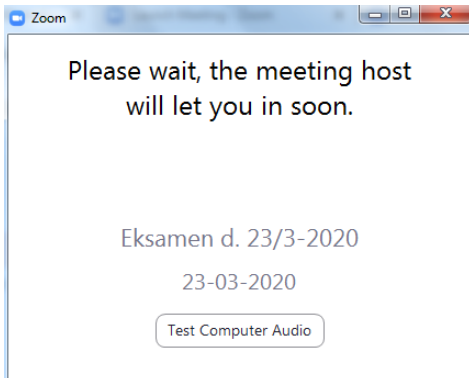 Zoom
Please wait, the meeting host
will let you in soon.
Eksamen d. 23/3-2020
23-03-2020
Test Computer Audio